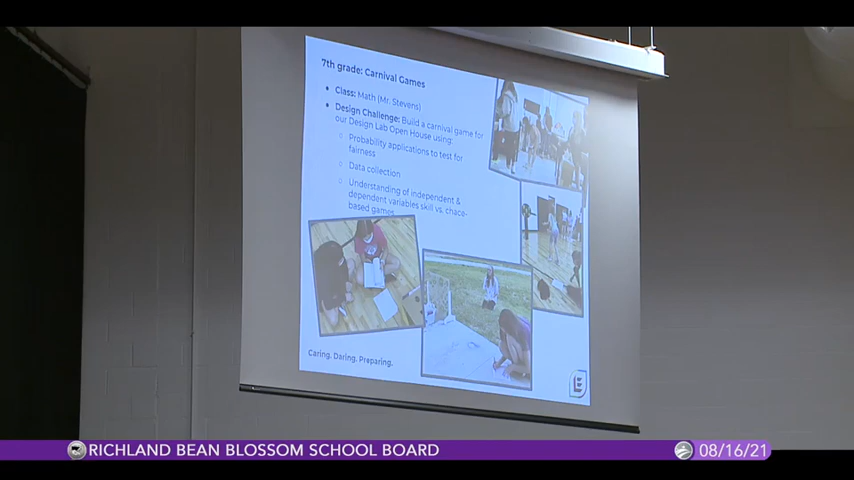 7th grade: Carnival Games
● Class: Math (Mr. Stevens)
● Design Challenge: Build a carnival game for
our Design Lab Open House using:
○ Probability applications to test for
fairness
○ Data collection
○ Understanding of independent &
dependent variables skill vs. chace-
based games
Caring. Daring. Preparing.
E
RICHLAND BEAN BLOSSOM SCHOOL BOARD
08/16/21